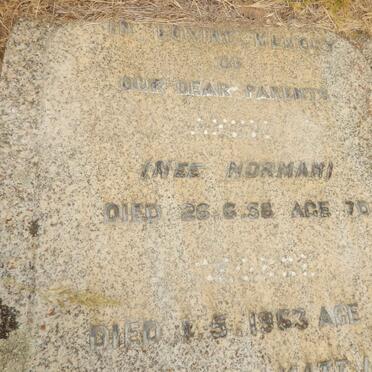 IN LOVING MEMORY
OF
OUR DEAR PARENTS
(NEE NORMAN)
DIED 26.6.58 AGE 70
DIED 1.5.1963 AGE